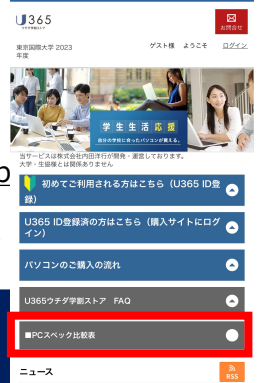 U365
ウチダ学割ストア
お問合せ
東京国際大学 2023
年度
ゲスト様 ようこそ ログイン
学生生活応援
自分の学校に合ったパソコンが買える。
当サービスは株式会社内田洋行が開発・運営しております。
大学・生協様とは関係ありません
初めてご利用される方はこちら（U365 ID登
録）
U365 ID登録済の方はこちら（購入サイトにログ
イン）
パソコンのご購入の流れ
U365ウチダ学割ストア FAQ
■PCスペック比較表
ニュース
RSS